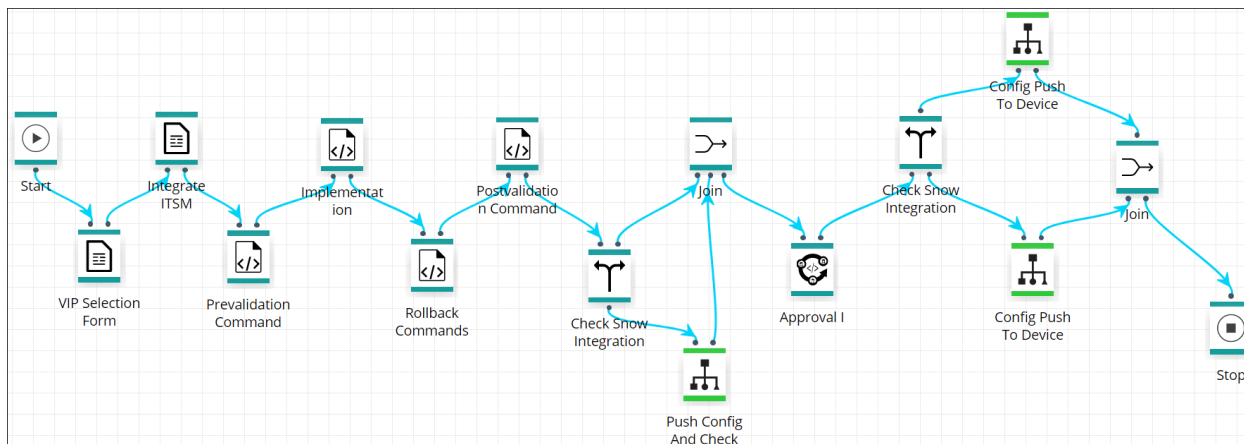 Start
VIP Selection
Form
Integrate
ITSM
Prevalidation
Command
Implementat
ion
Rollback
Commands
Postvalidatio
n Command
Check Snow
Integration
Push Config
And Check
Join
Approval I
Check Snow
Integration
Config Push
To Device
Config Push
To Device
Join
Stop